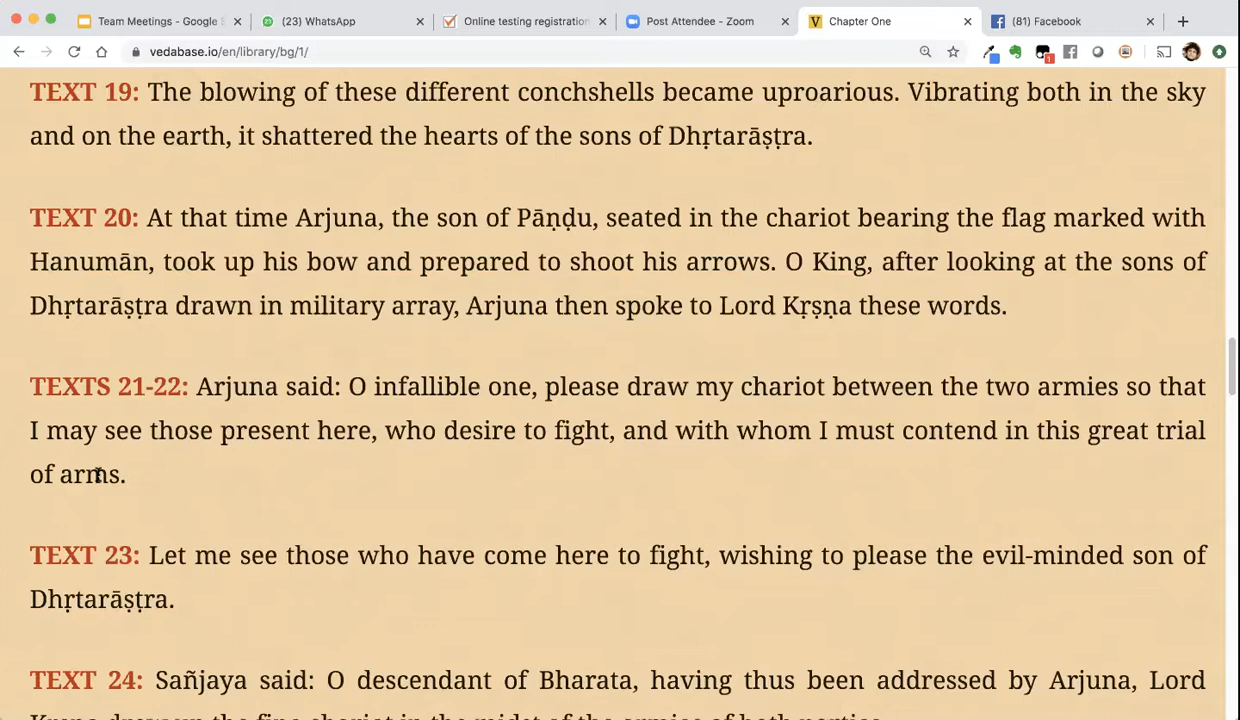 Team Meetings - Google S
(23) WhatsApp
Online testing registration
Post Attendee - Zoom
Chapter One
(81) Facebook
vedabase.io/en/library/bg/1/
TEXT 19: The blowing of these different conchshells became uproarious. Vibrating both in the sky
and on the earth, it shattered the hearts of the sons of Dhṛtarāṣṭra.
TEXT 20: At that time Arjuna, the son of Pāṇḍu, seated in the chariot bearing the flag marked with
Hanumān, took up his bow and prepared to shoot his arrows. O King, after looking at the sons of
Dhṛtarāṣṭra drawn in military array, Arjuna then spoke to Lord Kṛṣṇa these words.
TEXTS 21-22: Arjuna said: O infallible one, please draw my chariot between the two armies so that
I may see those present here, who desire to fight, and with whom I must contend in this great trial
of arms.
TEXT 23: Let me see those who have come here to fight, wishing to please the evil-minded son of
Dhṛtarāṣṭra.
TEXT 24: Sañjaya said: O descendant of Bharata, having thus been addressed by Arjuna, Lord